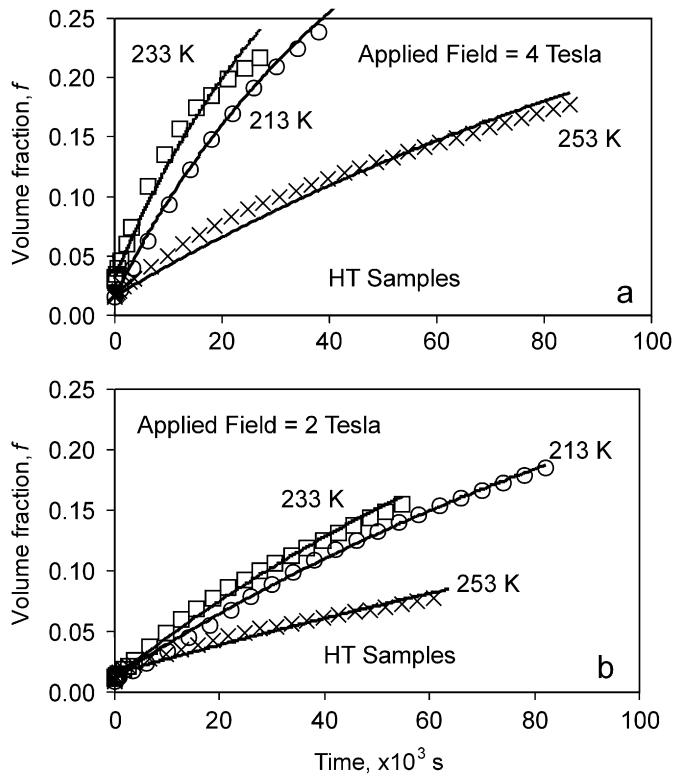 0.25
0.20
0.15
0.10
0.05
0.00
Volume fraction, f
233 K
Applied Field = 4 Tesla
213 K
253 K
HT Samples
a
0 20 40 60 80 100
0.25
0.20
0.15
0.10
0.05
0.00
Volume fraction, f
Applied Field = 2 Tesla
213 K
233 K
253 K
HT Samples
b
0 20 40 60 80 100
Time, x10³ s